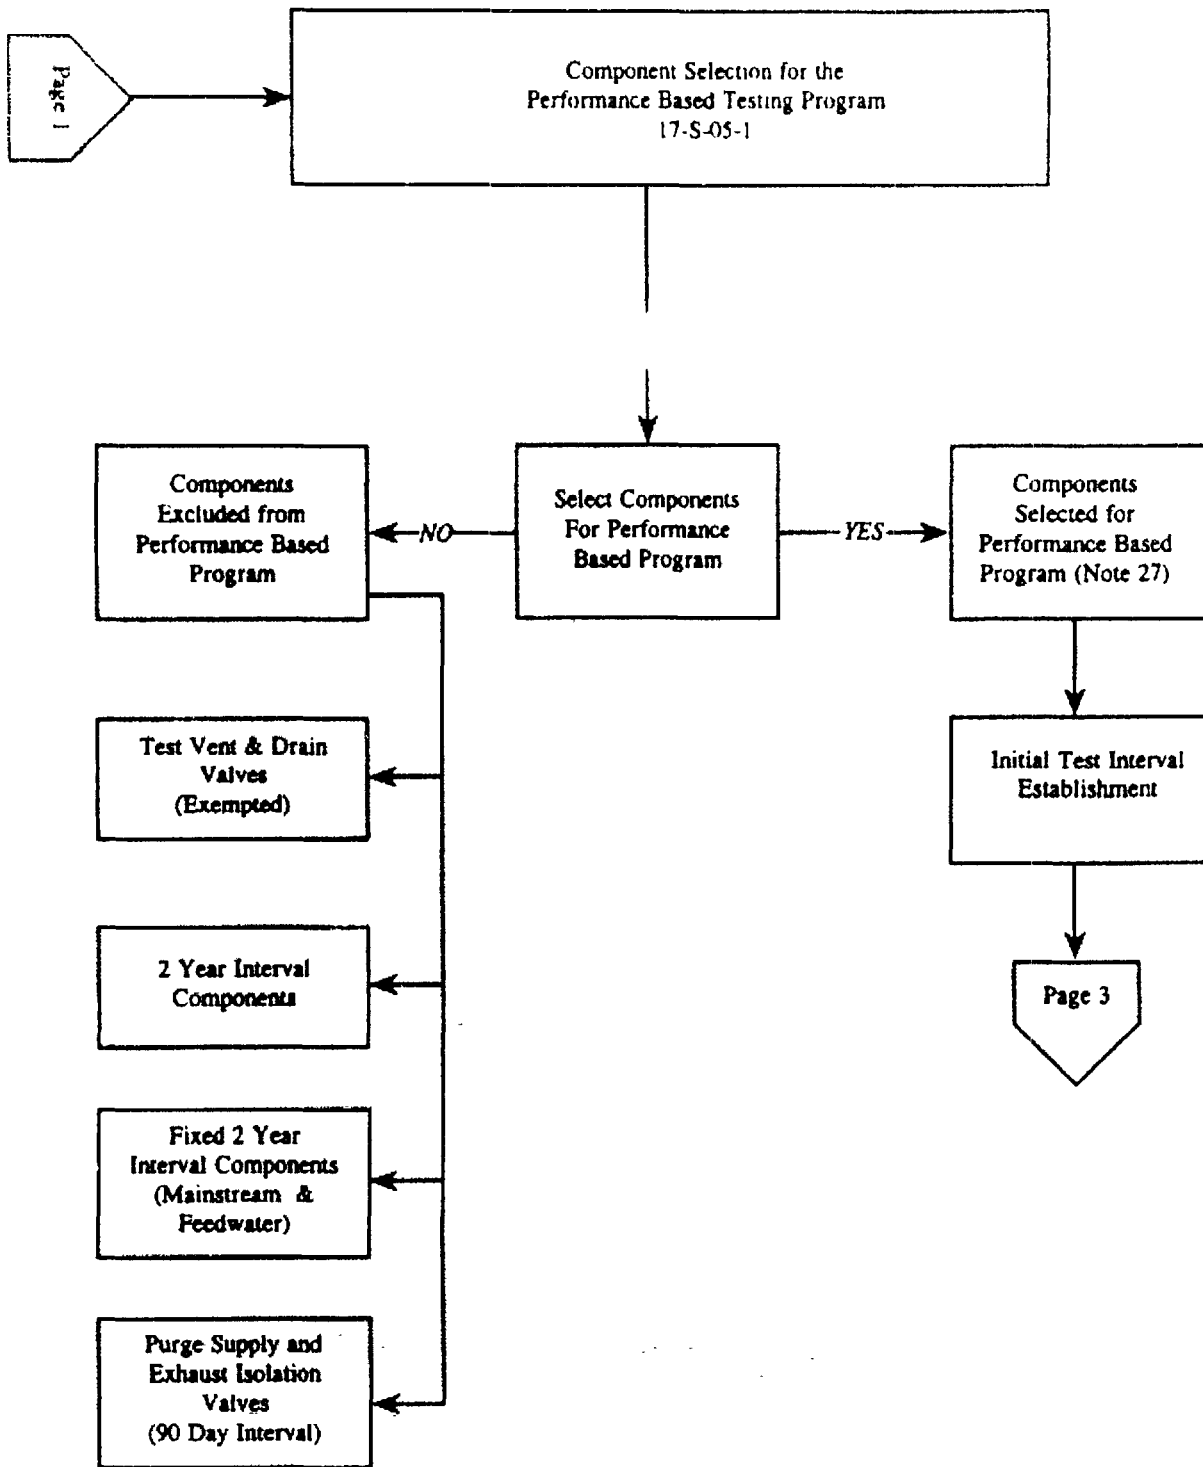 Page 1
Component Selection for the
Performance Based Testing Program
17-S-05-1
Components
Excluded from
Performance Based
Program
NO
Select Components
For Performance
Based Program
YES
Components
Selected for
Performance Based
Program (Note 27)
Test Vent & Drain
Valves
(Exempted)
Initial Test Interval
Establishment
2 Year Interval
Components
Page 3
Fixed 2 Year
Interval Components
(Mainstream &
Feedwater)
Purge Supply and
Exhaust Isolation
Valves
(90 Day Interval)